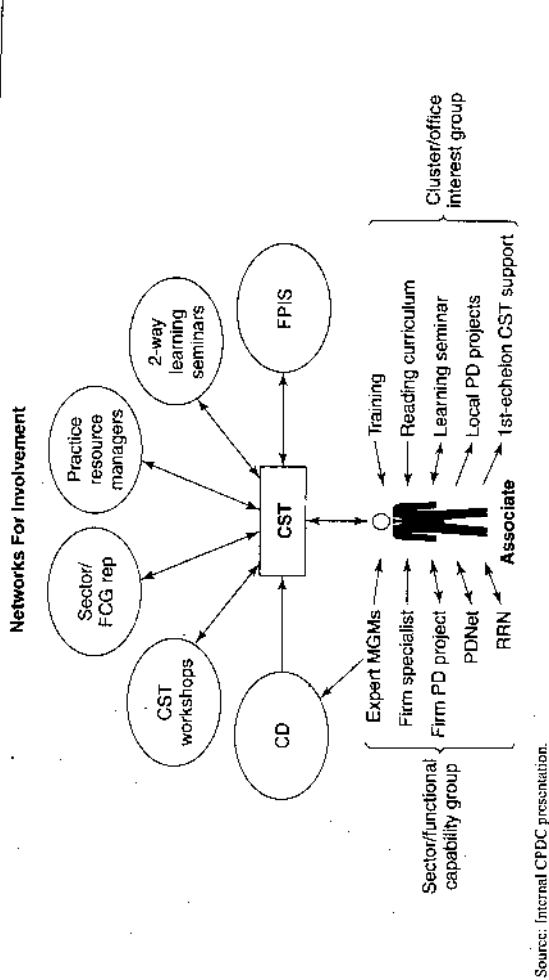 Networks For Involvement
CD
CST
workshops
Sector/
FCG rep
Practice
resource
managers
2-way
learning
seminars
FPIS
CST
Sector/functional
capability group
Expert MGMs
Firm specialist
Firm PD project
PDNet
RRN
Associate
Training
Reading curriculum
Learning seminar
Local PD projects
1st-echelon CST support
Cluster/office
interest group
Source: Internal CPDC presentation.